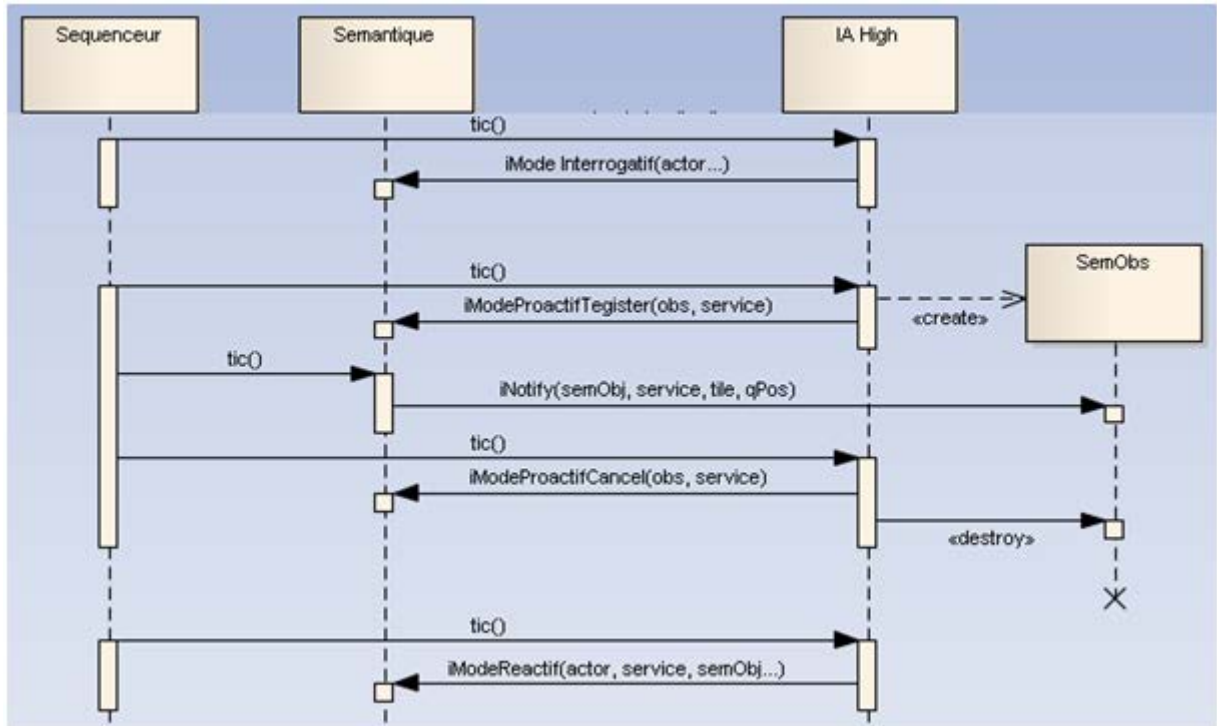 Sequenceur
Semantique
IA High
tic()
iMode Interrogatif(actor...)
SemObs
tic()
«create»
iModeProactifTegister(obs, service)
tic()
iNotify(semObj, service, tile, qPos)
tic()
iModeProactifCancel(obs, service)
«destroy»
tic()
iModeReactif(actor, service, semObj...)